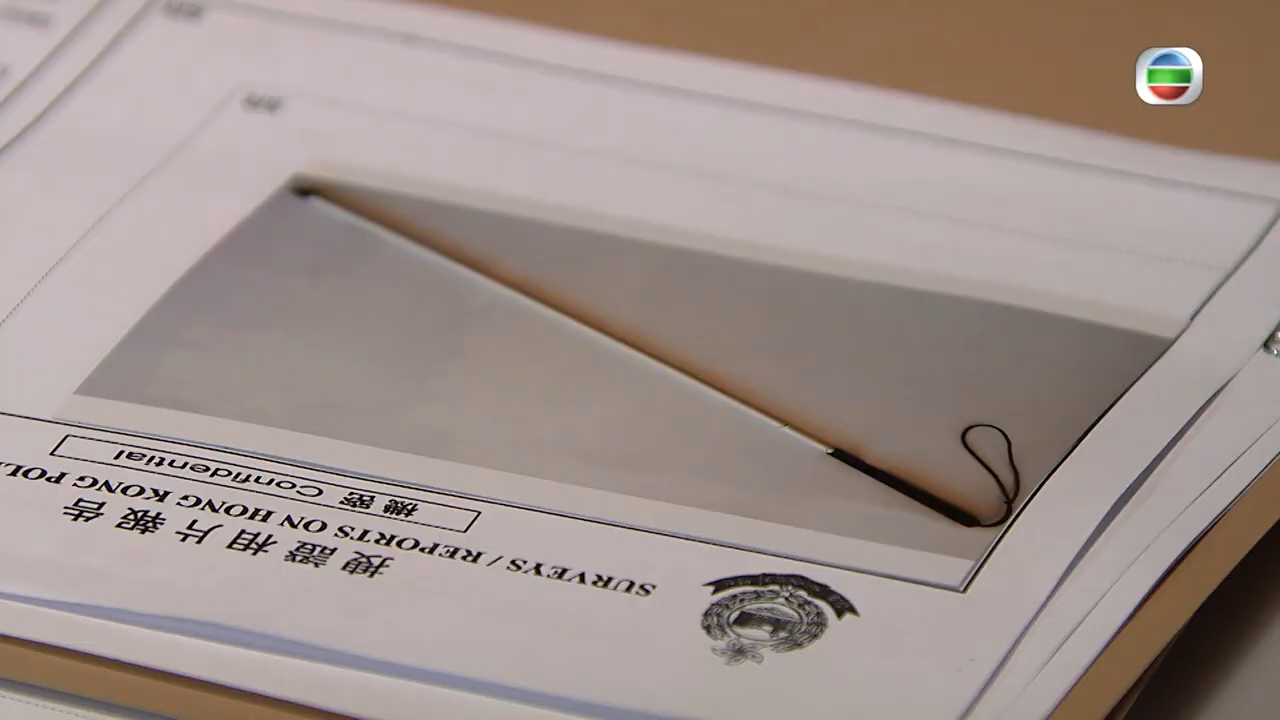 搜證相片報告
SURVEYS / REPORTS ON HONG KONG POL
機密 Confidential